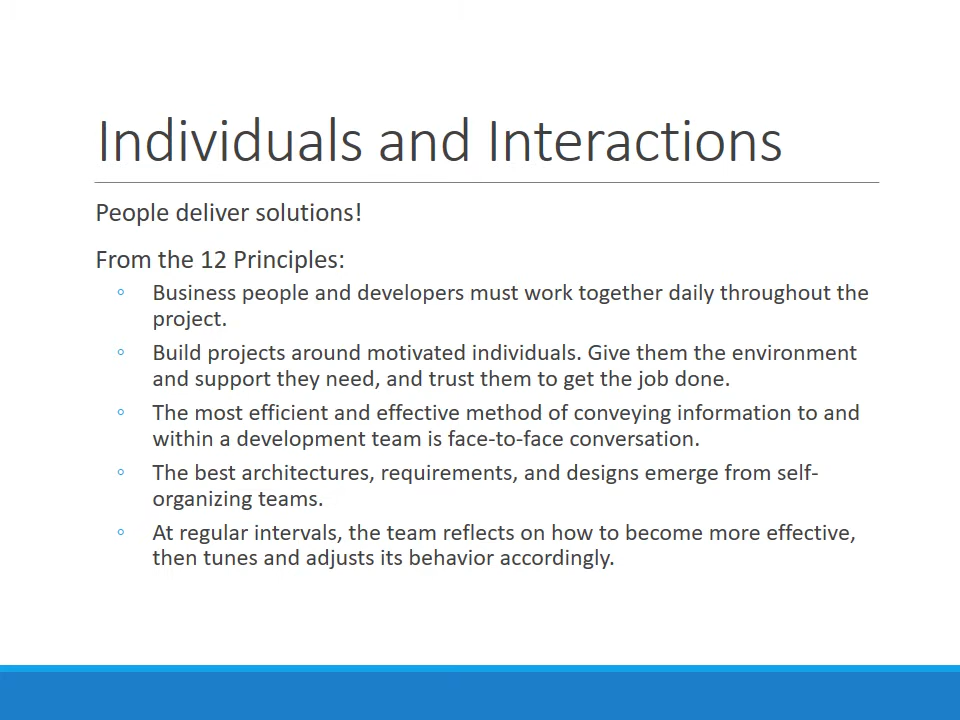 Individuals and Interactions
People deliver solutions!
From the 12 Principles:
◦ Business people and developers must work together daily throughout the
project.
◦ Build projects around motivated individuals. Give them the environment
and support they need, and trust them to get the job done.
◦ The most efficient and effective method of conveying information to and
within a development team is face-to-face conversation.
◦ The best architectures, requirements, and designs emerge from self-
organizing teams.
◦ At regular intervals, the team reflects on how to become more effective,
then tunes and adjusts its behavior accordingly.